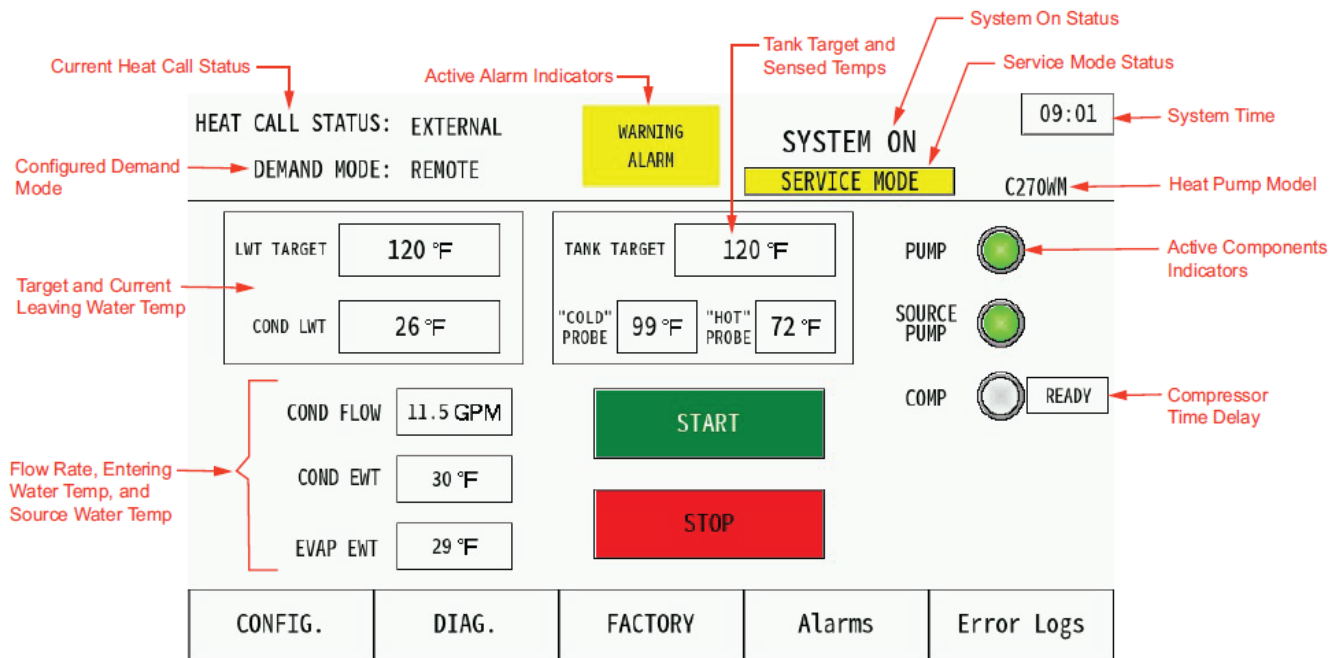 System On Status
Tank Target and
Sensed Temps
Current Heat Call Status
Active Alarm Indicators
Service Mode Status
HEAT CALL STATUS: EXTERNAL
WARNING
ALARM
SYSTEM ON
09:01
System Time
Configured Demand
Mode
DEMAND MODE: REMOTE
SERVICE MODE
C270WM
Heat Pump Model
LWT TARGET
120 °F
TANK TARGET
120 °F
PUMP
Active Components
Indicators
Target and Current
Leaving Water Temp
COND LWT
26 °F
"COLD"
PROBE
99 °F
"HOT"
PROBE
72 °F
SOURCE
PUMP
COND FLOW
11.5 GPM
START
COMP
READY
Compressor
Time Delay
Flow Rate, Entering
Water Temp, and
Source Water Temp
COND EWT
30 °F
EVAP EWT
29 °F
STOP
CONFIG.
DIAG.
FACTORY
Alarms
Error Logs